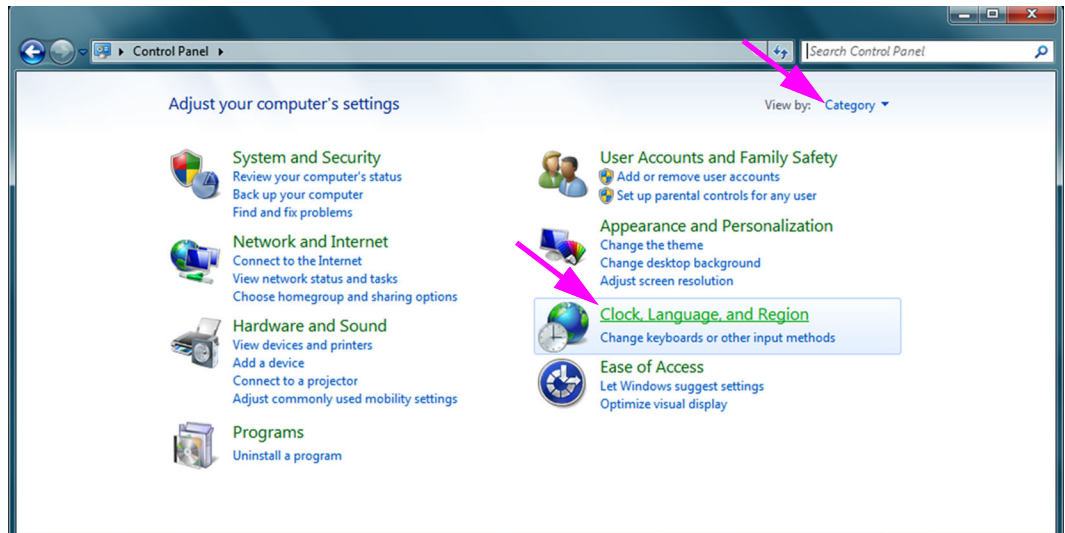 Control Panel
Search Control Panel
Adjust your computer's settings
View by: Category
System and Security
Review your computer's status
Back up your computer
Find and fix problems
Network and Internet
Connect to the Internet
View network status and tasks
Choose homegroup and sharing options
Hardware and Sound
View devices and printers
Add a device
Connect to a projector
Adjust commonly used mobility settings
Programs
Uninstall a program
User Accounts and Family Safety
Add or remove user accounts
Set up parental controls for any user
Appearance and Personalization
Change the theme
Change desktop background
Adjust screen resolution
Clock, Language, and Region
Change keyboards or other input methods
Ease of Access
Let Windows suggest settings
Optimize visual display